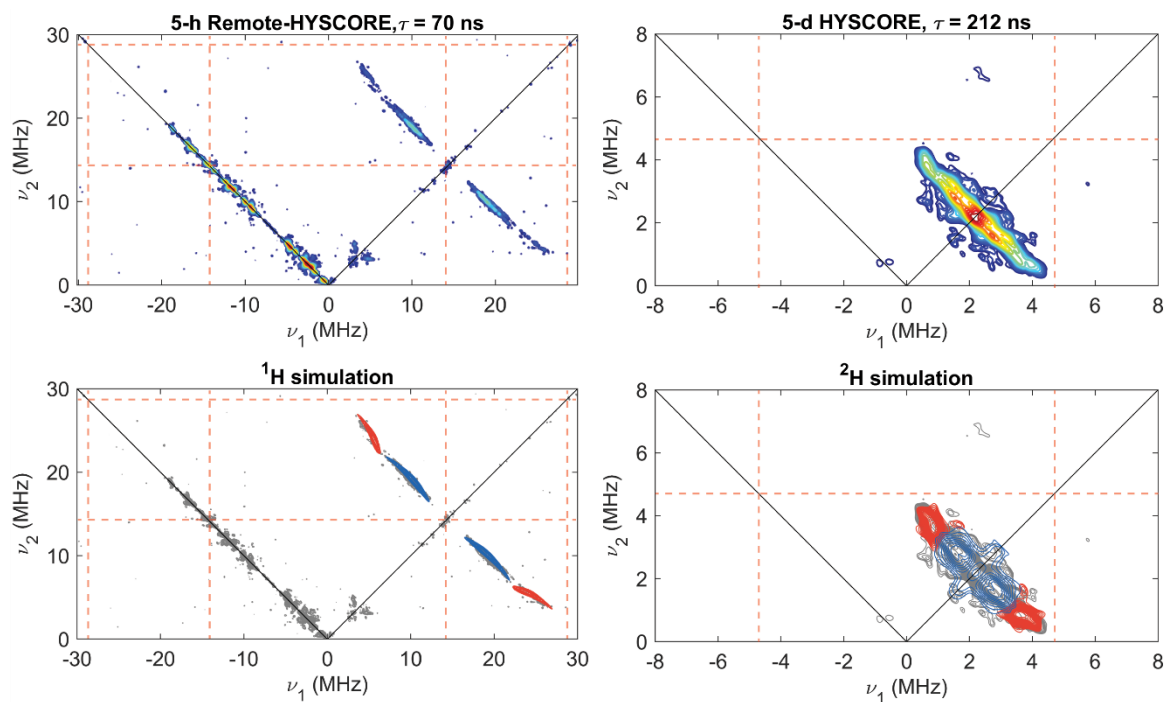 5-h Remote-HYSCORE, τ = 70 ns
30
20
10
0
ν₂ (MHz)
-30 -20 -10 0 10 20 30
ν₁ (MHz)
5-d HYSCORE, τ = 212 ns
8
6
4
2
0
ν₂ (MHz)
-8 -6 -4 -2 0 2 4 6 8
ν₁ (MHz)
¹H simulation
30
20
10
0
ν₂ (MHz)
-30 -20 -10 0 10 20 30
ν₁ (MHz)
²H simulation
8
6
4
2
0
ν₂ (MHz)
-8 -6 -4 -2 0 2 4 6 8
ν₁ (MHz)